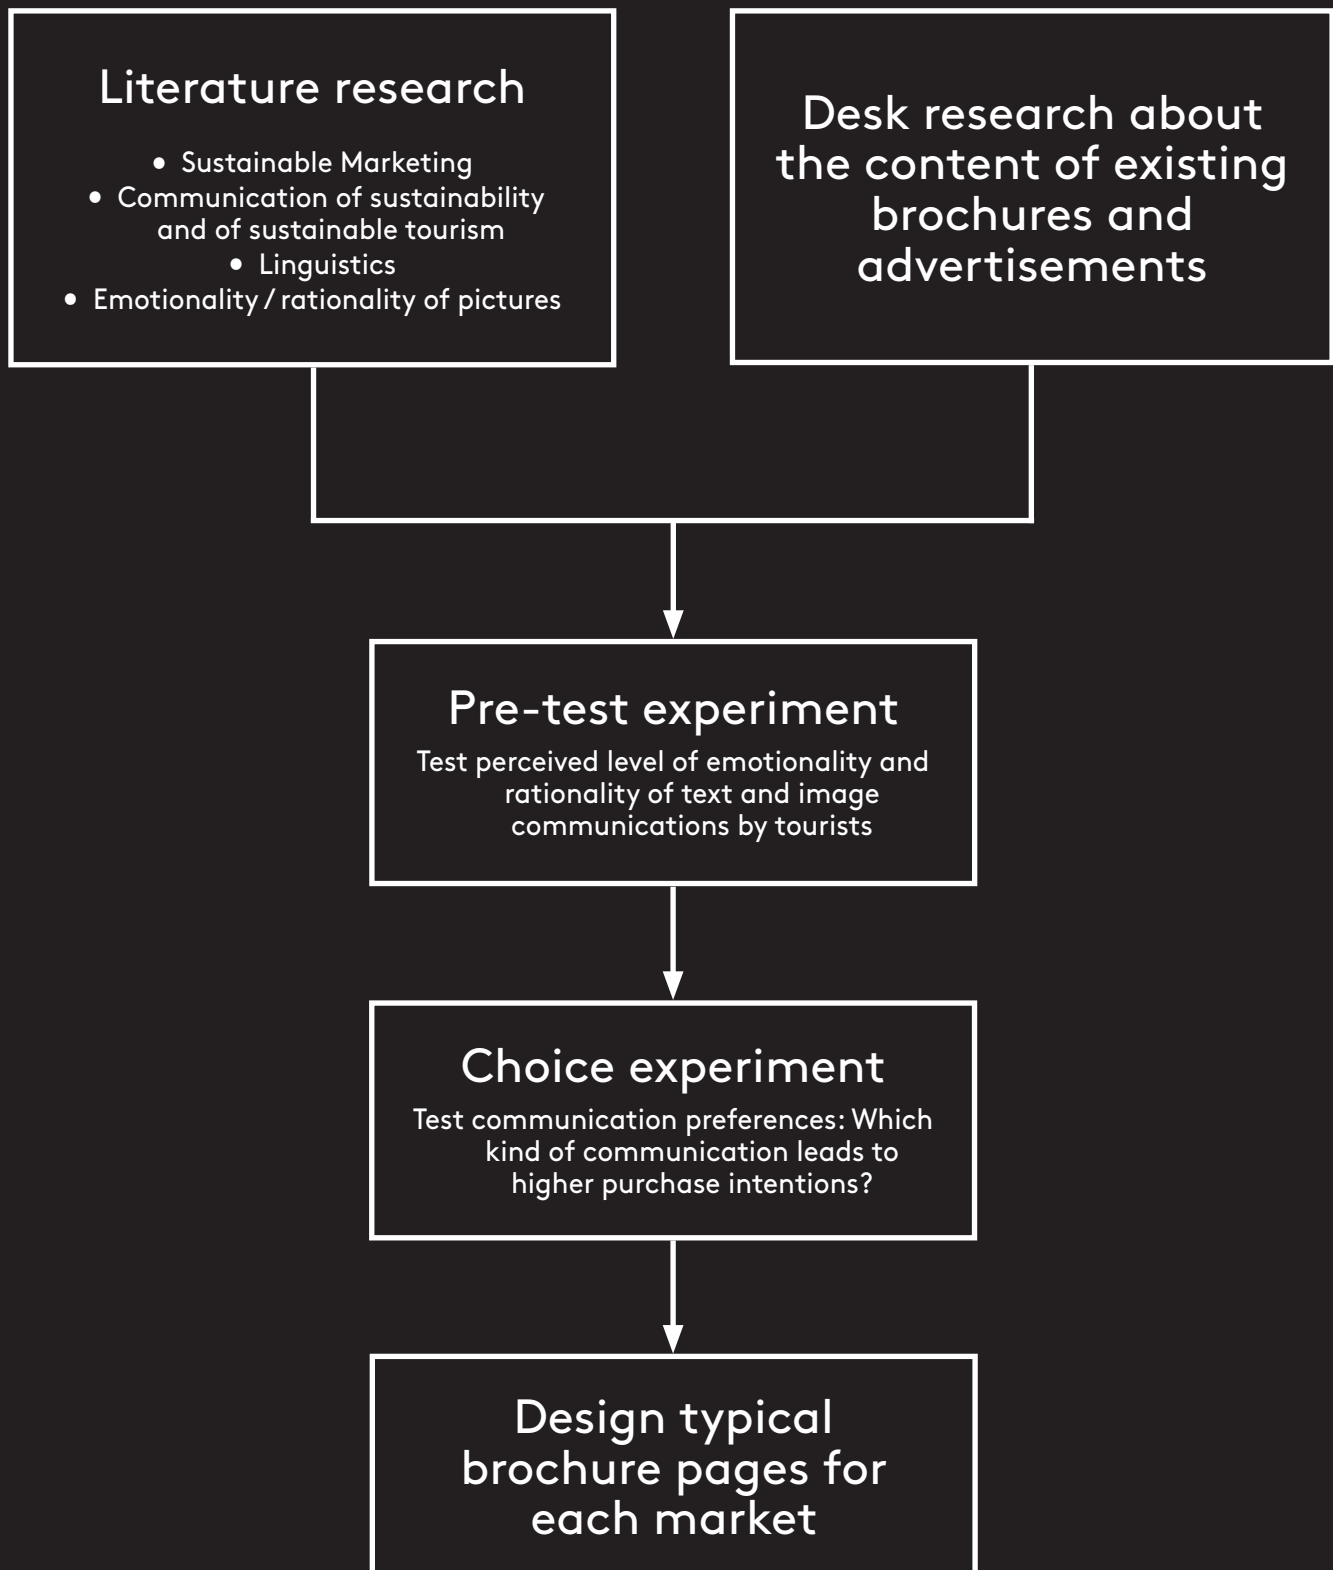 Literature research
• Sustainable Marketing
• Communication of sustainability
and of sustainable tourism
• Linguistics
• Emotionality / rationality of pictures
Desk research about
the content of existing
brochures and
advertisements
Pre-test experiment
Test perceived level of emotionality and
rationality of text and image
communications by tourists
Choice experiment
Test communication preferences: Which
kind of communication leads to
higher purchase intentions?
Design typical
brochure pages for
each market